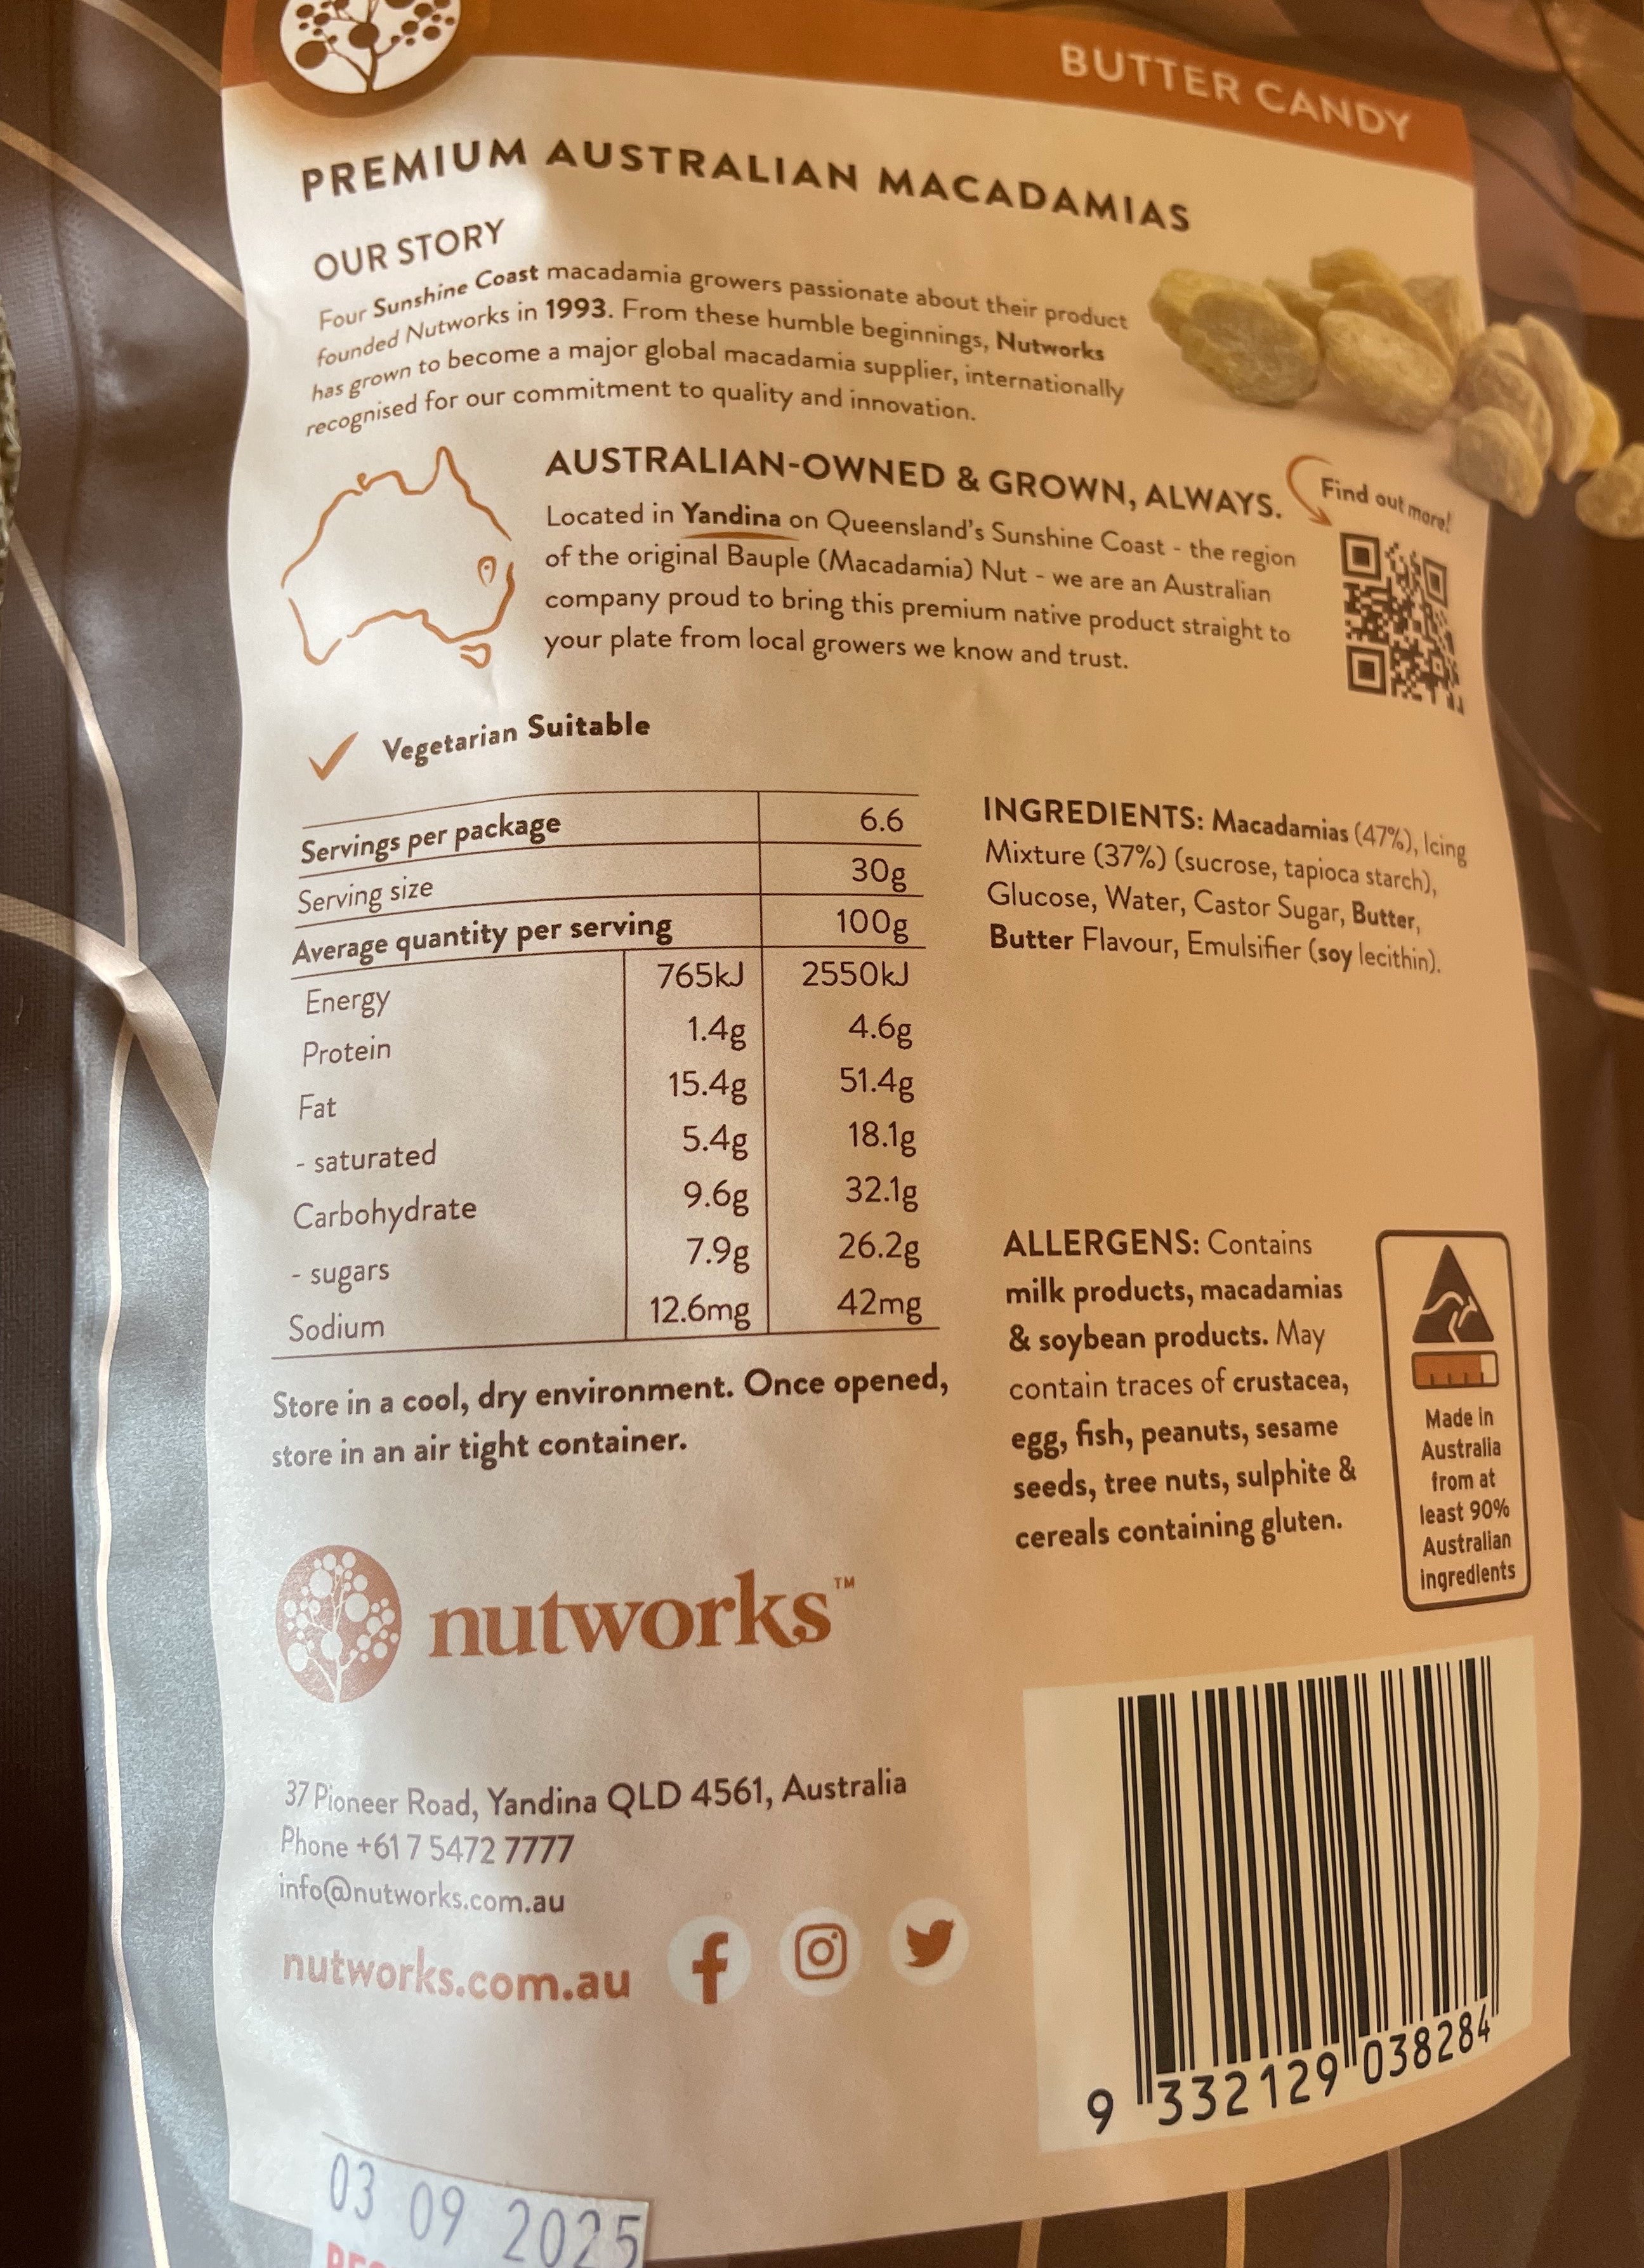 BUTTER CANDY
PREMIUM AUSTRALIAN MACADAMIAS
OUR STORY
Four Sunshine Coast macadamia growers passionate about their product
founded Nutworks in 1993. From these humble beginnings, Nutworks
has grown to become a major global macadamia supplier, internationally
recognised for our commitment to quality and innovation.
AUSTRALIAN-OWNED & GROWN, ALWAYS.
Located in Yandina on Queensland's Sunshine Coast - the region
of the original Bauple (Macadamia) Nut - we are an Australian
company proud to bring this premium native product straight to
your plate from local growers we know and trust.
Find out more!
Vegetarian Suitable
Servings per package 6.6
Serving size 30g
Average quantity per serving 100g
Energy 765kJ 2550kJ
Protein 1.4g 4.6g
Fat 15.4g 51.4g
- saturated 5.4g 18.1g
Carbohydrate 9.6g 32.1g
- sugars 7.9g 26.2g
Sodium 12.6mg 42mg
Store in a cool, dry environment. Once opened,
store in an air tight container.
INGREDIENTS: Macadamias (47%), Icing
Mixture (37%) (sucrose, tapioca starch),
Glucose, Water, Castor Sugar, Butter,
Butter Flavour, Emulsifier (soy lecithin).
ALLERGENS: Contains
milk products, macadamias
& soybean products. May
contain traces of crustacea,
egg, fish, peanuts, sesame
seeds, tree nuts, sulphite &
cereals containing gluten.
Made in
Australia
from at
least 90%
Australian
ingredients
nutworks™
37 Pioneer Road, Yandina QLD 4561, Australia
Phone +61 7 5472 7777
info@nutworks.com.au
nutworks.com.au
9 332129 038284
03 09 2025